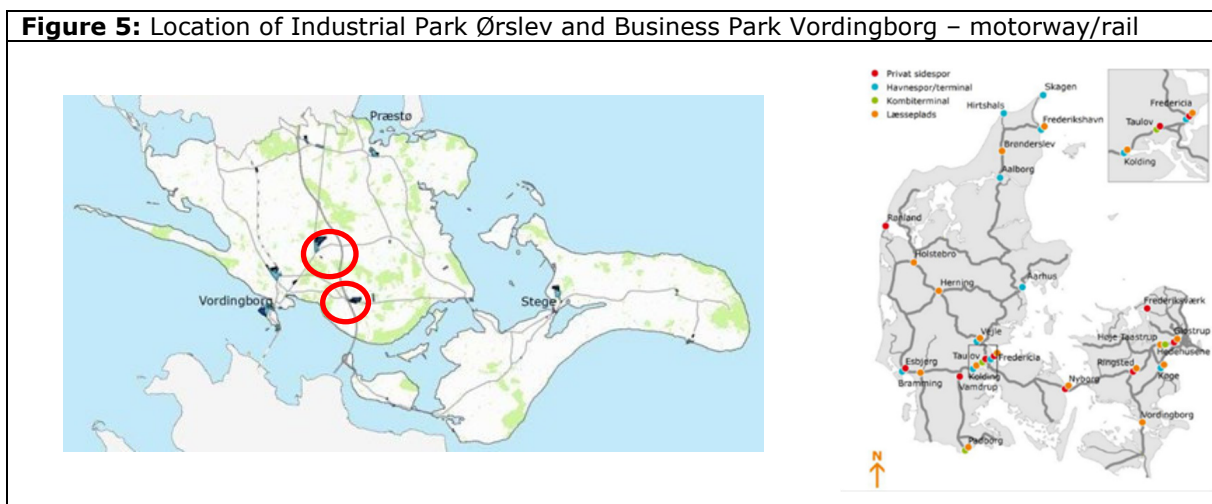 Figure 5: Location of Industrial Park Ørslev and Business Park Vordingborg – motorway/rail
Præstø
Vordingborg
Stege
Privat sidespor
Havnespor/terminal
Kombiterminal
Læsseplads
Skagen
Hirtshals
Frederikshavn
Brønderslev
Aalborg
Fredericia
Taulov
Kolding
Rønland
Holstebro
Herning
Aarhus
Vejle
Taulov
Fredericia
Kolding
Esbjerg
Bramming
Vamdrup
Padborg
Nyborg
Frederiksværk
Høje Taastrup
Glostrup
Hedehusene
Ringsted
Køge
Vordingborg
N